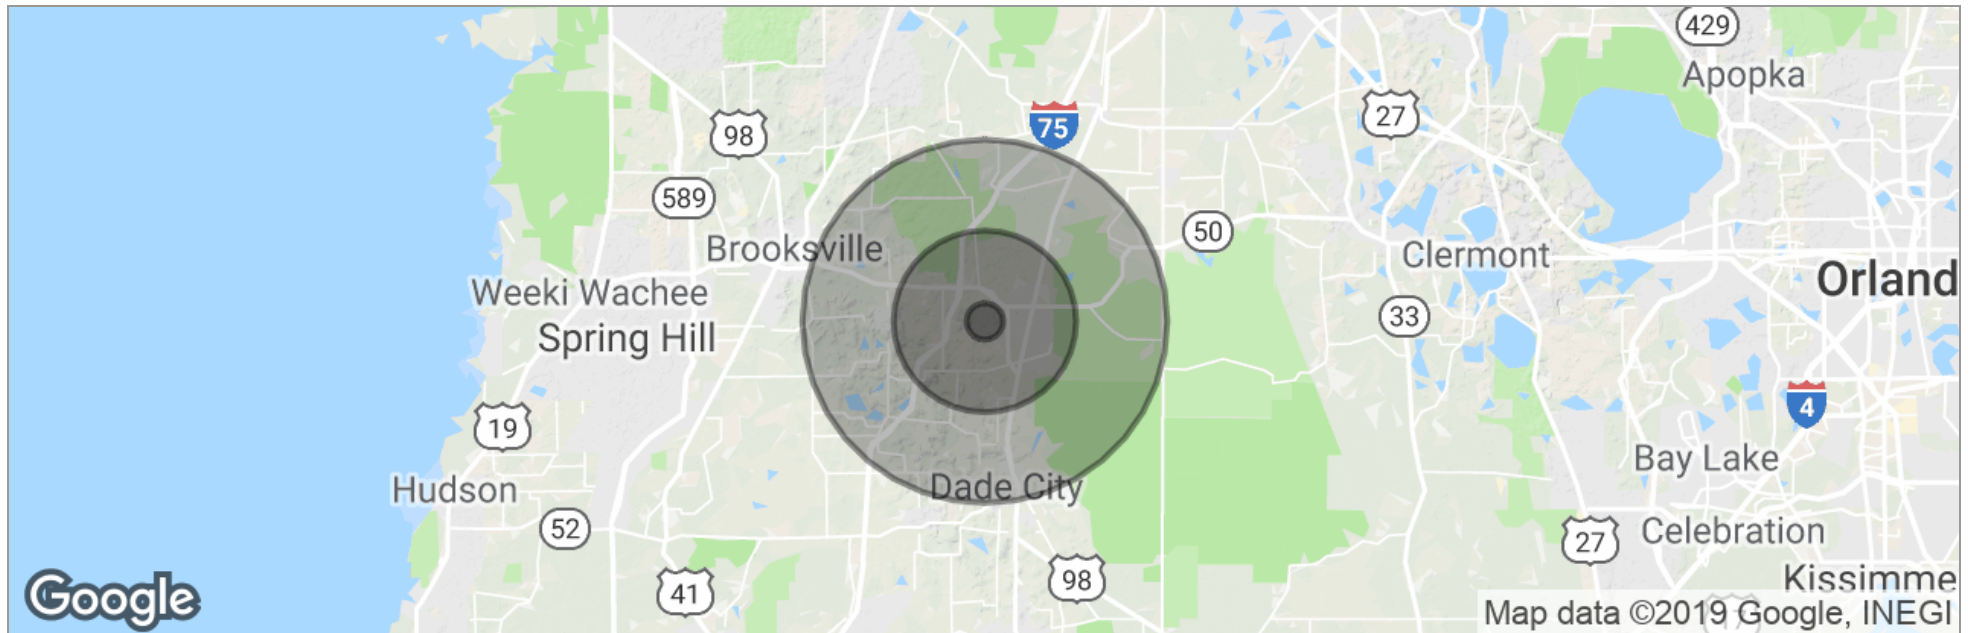 429
Apopka
75
27
98
589
50
Brooksville
Clermont
Orland
Weeki Wachee
Spring Hill
33
4
19
Bay Lake
Hudson
Dade City
52
Celebration
27
98
Kissimme
41
Google
Map data ©2019 Google, INEGI
17